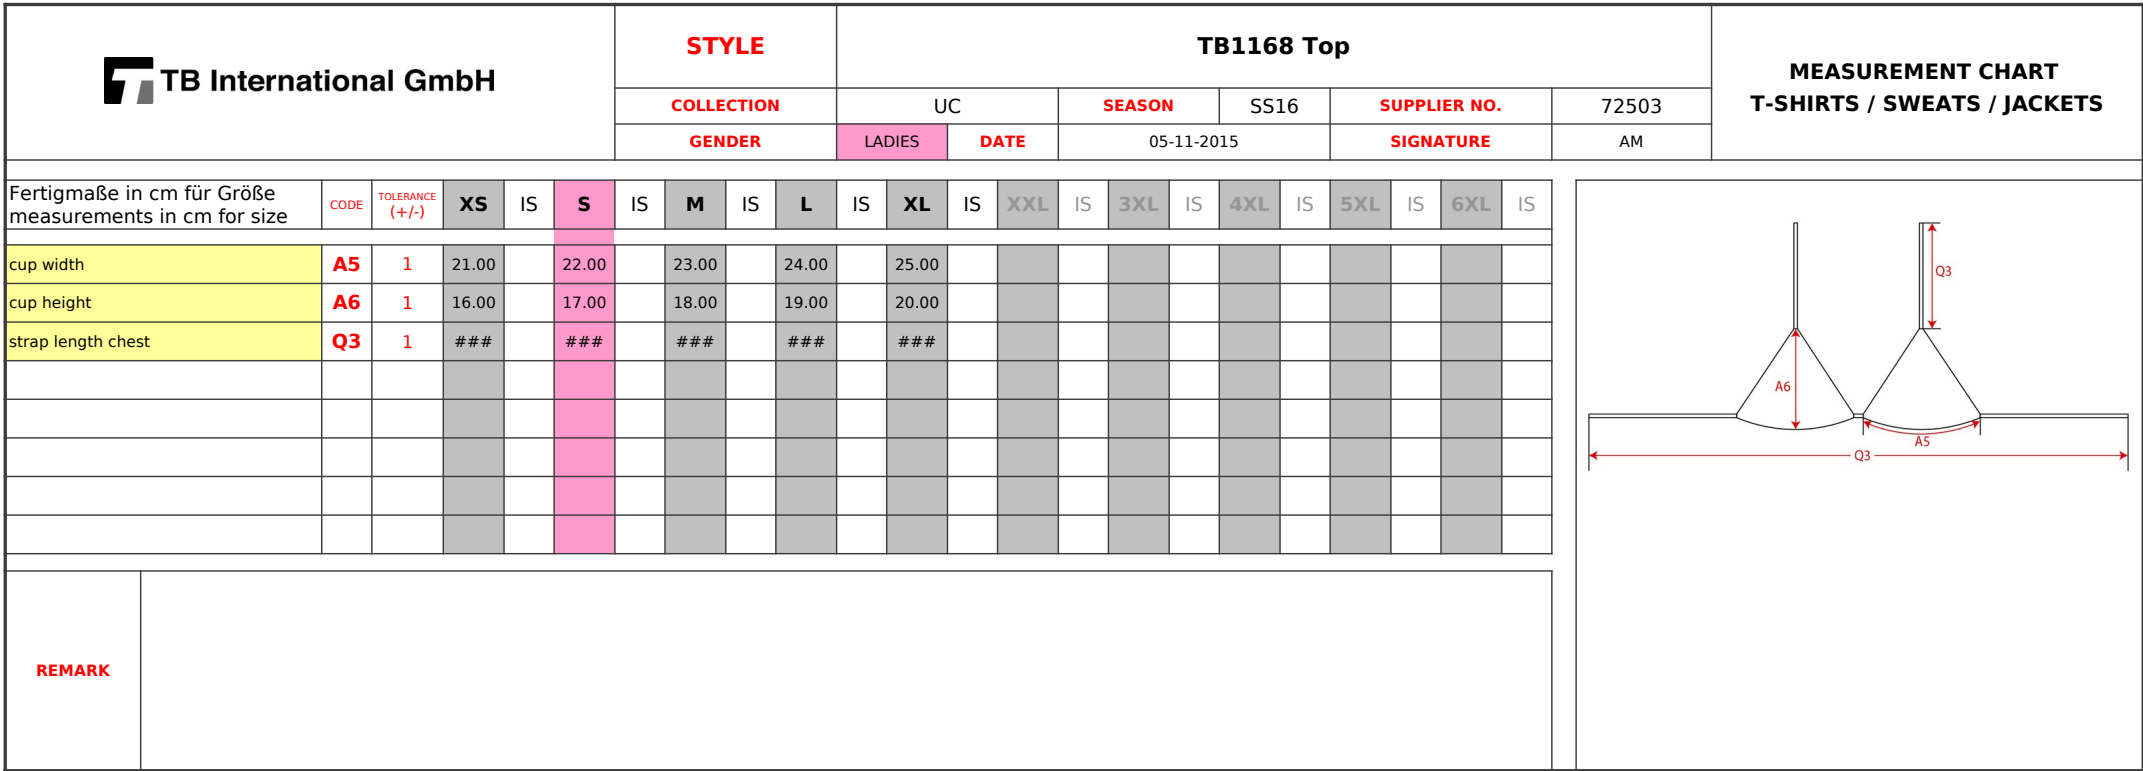 TB International GmbH
STYLE
TB1168 Top
MEASUREMENT CHART
T-SHIRTS / SWEATS / JACKETS
COLLECTION UC SEASON SS16 SUPPLIER NO. 72503
GENDER LADIES DATE 05-11-2015 SIGNATURE AM
Fertigmaße in cm für Größe
measurements in cm for size
CODE TOLERANCE
(+/-)
XS IS S IS M IS L IS XL IS XXL IS 3XL IS 4XL IS 5XL IS 6XL IS
cup width A5 1 21.00 22.00 23.00 24.00 25.00
cup height A6 1 16.00 17.00 18.00 19.00 20.00
strap length chest Q3 1 ### ### ### ### ###
Q3
A6
A5
Q3
REMARK